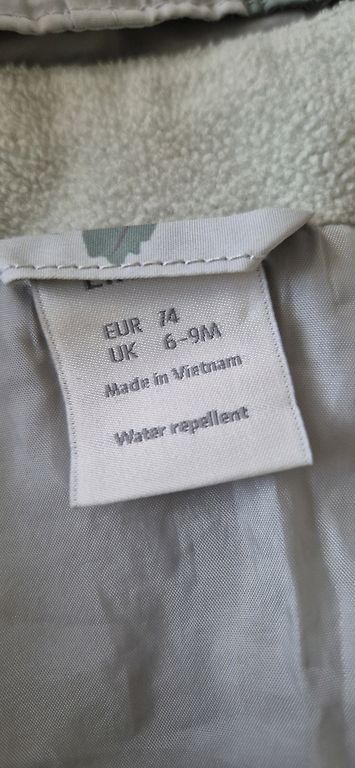 EUR 74
UK 6-9M
Made in Vietnam
Water repellent